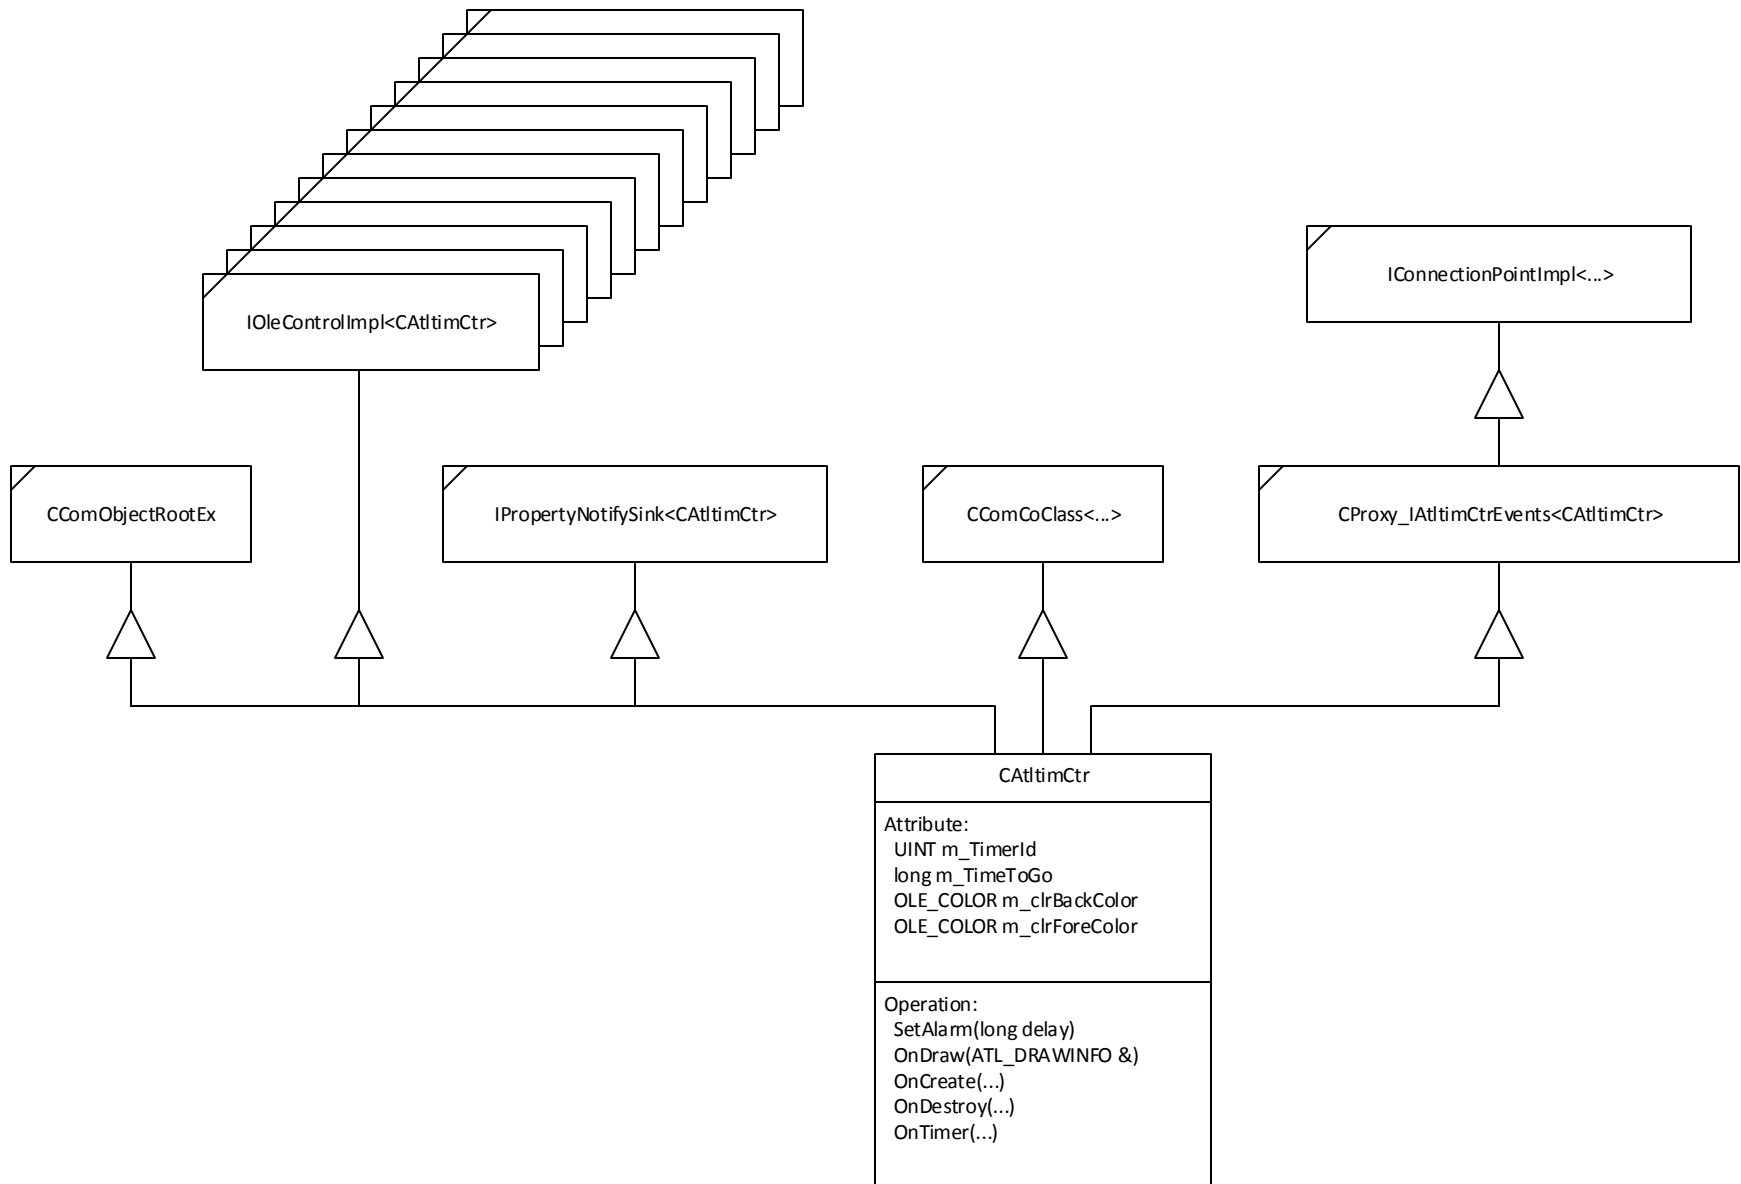 IOleControlImpl<CAtltimCtr>
IConnectionPointImpl<...>
CComObjectRootEx
IPropertyNotifySink<CAtltimCtr>
CComCoClass<...>
CProxy_IAtltimCtrEvents<CAtltimCtr>
CAtltimCtr
Attribute:
UINT m_TimerId
long m_TimeToGo
OLE_COLOR m_clrBackColor
OLE_COLOR m_clrForeColor
Operation:
SetAlarm(long delay)
OnDraw(ATL_DRAWINFO &)
OnCreate(...)
OnDestroy(...)
OnTimer(...)